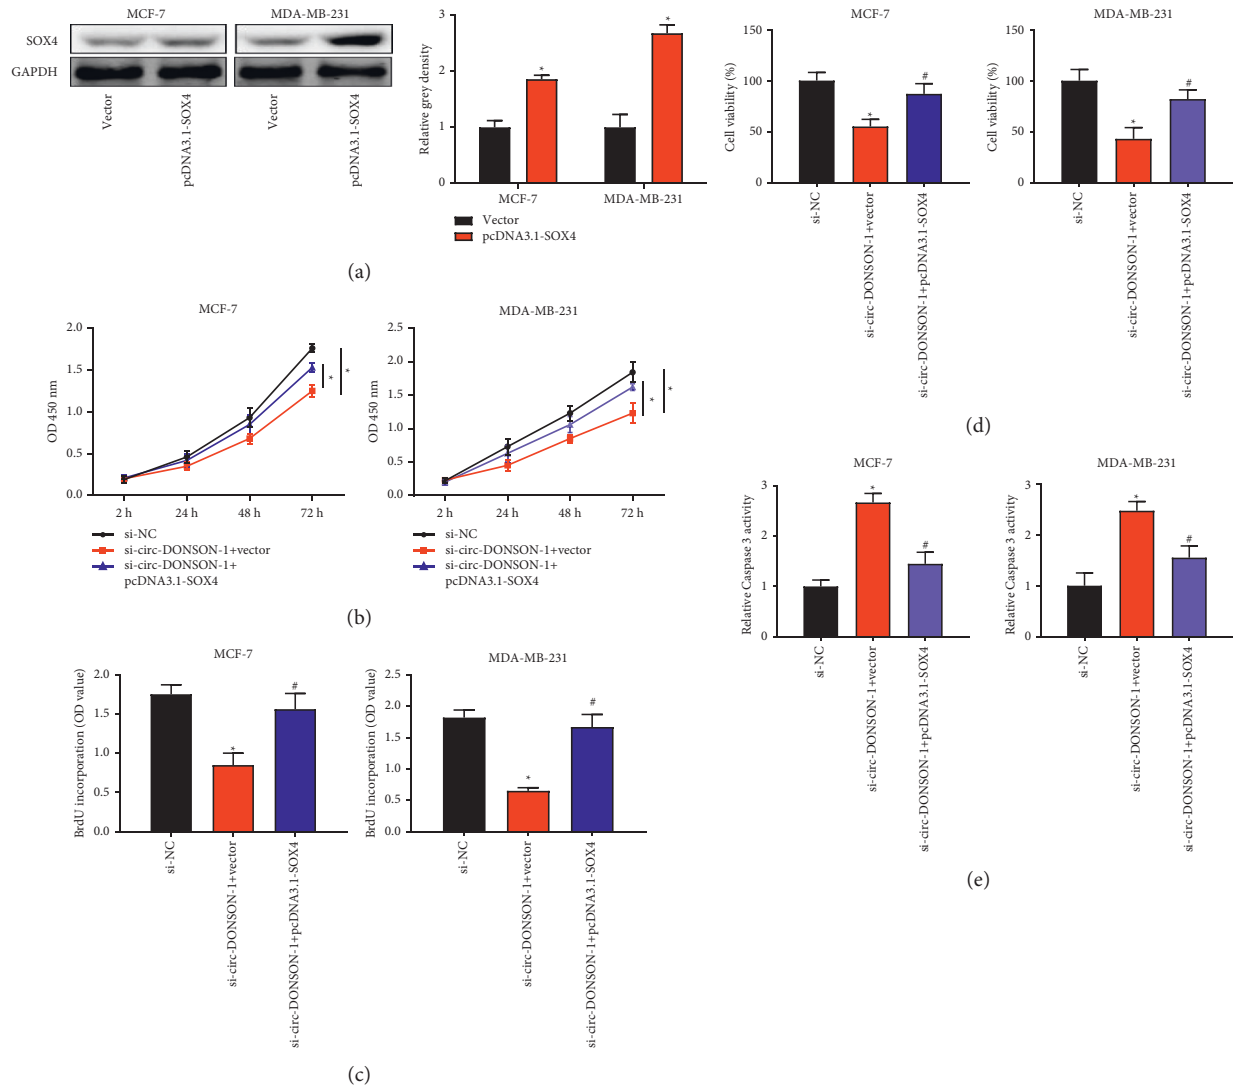 MCF-7
MDA-MB-231
SOX4
GAPDH
Vector
pcDNA3.1-SOX4
Vector
pcDNA3.1-SOX4
Relative grey density
3
2
1
0
*
*
MCF-7
MDA-MB-231
Vector
pcDNA3.1-SOX4
(a)
MCF-7
OD 450 nm
2.0
1.5
1.0
0.5
0.0
*
*
2 h
24 h
48 h
72 h
si-NC
si-circ-DONSON-1+vector
si-circ-DONSON-1+
pcDNA3.1-SOX4
MDA-MB-231
OD 450 nm
2.5
2.0
1.5
1.0
0.5
0.0
*
*
2 h
24 h
48 h
72 h
si-NC
si-circ-DONSON-1+vector
si-circ-DONSON-1+
pcDNA3.1-SOX4
(b)
MCF-7
BrdU incorporation (OD value)
2.0
1.5
1.0
0.5
0.0
*
#
si-NC
si-circ-DONSON-1+vector
si-circ-DONSON-1+pcDNA3.1-SOX4
MDA-MB-231
BrdU incorporation (OD value)
2.5
2.0
1.5
1.0
0.5
0.0
*
#
si-NC
si-circ-DONSON-1+vector
si-circ-DONSON-1+pcDNA3.1-SOX4
(c)
MCF-7
Cell viability (%)
150
100
50
0
*
#
si-NC
si-circ-DONSON-1+vector
si-circ-DONSON-1+pcDNA3.1-SOX4
MDA-MB-231
Cell viability (%)
150
100
50
0
*
#
si-NC
si-circ-DONSON-1+vector
si-circ-DONSON-1+pcDNA3.1-SOX4
(d)
MCF-7
Relative Caspase 3 activity
3
2
1
0
*
#
si-NC
si-circ-DONSON-1+vector
si-circ-DONSON-1+pcDNA3.1-SOX4
MDA-MB-231
Relative Caspase 3 activity
3
2
1
0
*
#
si-NC
si-circ-DONSON-1+vector
si-circ-DONSON-1+pcDNA3.1-SOX4
(e)